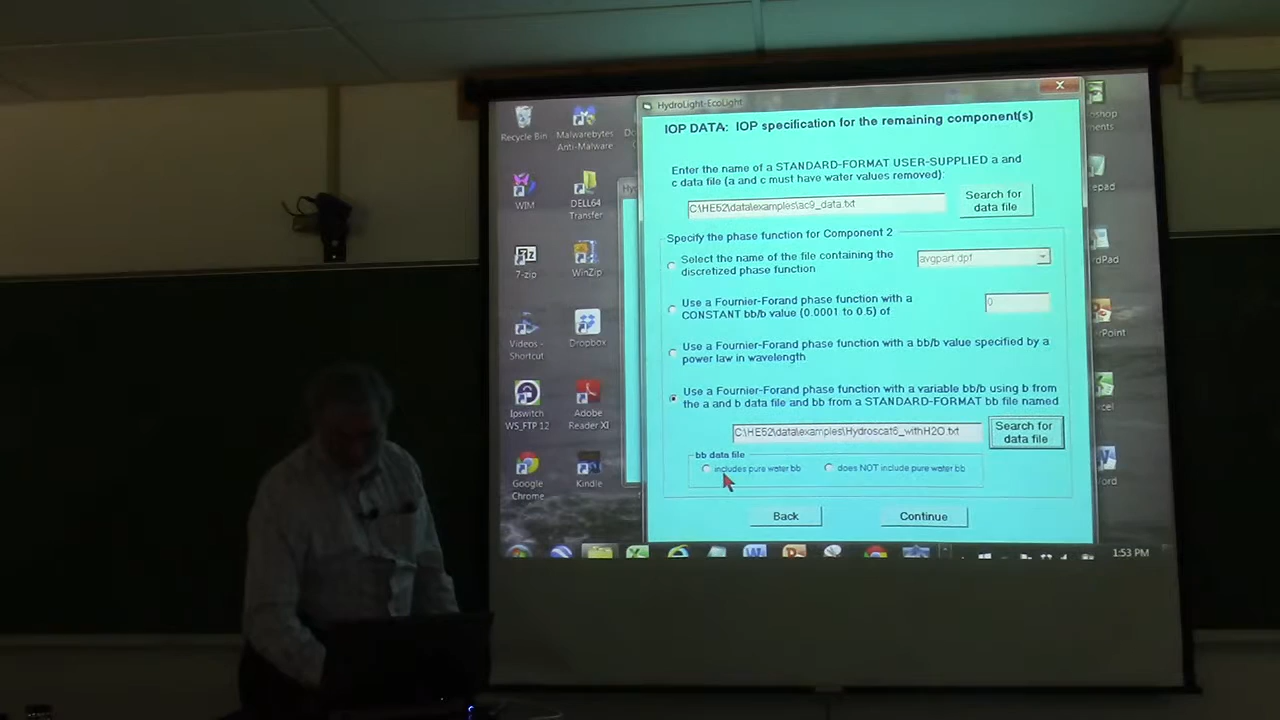 HydroLight-EcoLight
IOP DATA: IOP specification for the remaining component(s)
Enter the name of a STANDARD-FORMAT USER-SUPPLIED a and
c data file (a and c must have water values removed):
C:\HE52\data\examples\ac9_data.txt
Search for
data file
Specify the phase function for Component 2
Select the name of the file containing the
discretized phase function
avgpart.dpf
Use a Fournier-Forand phase function with a
CONSTANT bb/b value (0.0001 to 0.5) of
0
Use a Fournier-Forand phase function with a bb/b value specified by a
power law in wavelength
Use a Fournier-Forand phase function with a variable bb/b using b from
the a and b data file and bb from a STANDARD-FORMAT bb file named
C:\HE52\data\examples\Hydroscat6_withH2O.txt
Search for
data file
bb data file
includes pure water bb
does NOT include pure water bb
Back
Continue
Recycle Bin
Malwarebytes
Anti-Malware
WIM
DELL64
Transfer
7-zip
WinZip
Videos -
Shortcut
Dropbox
Ipswitch
WS_FTP 12
Adobe
Reader XI
Google
Chrome
Kindle
1:53 PM